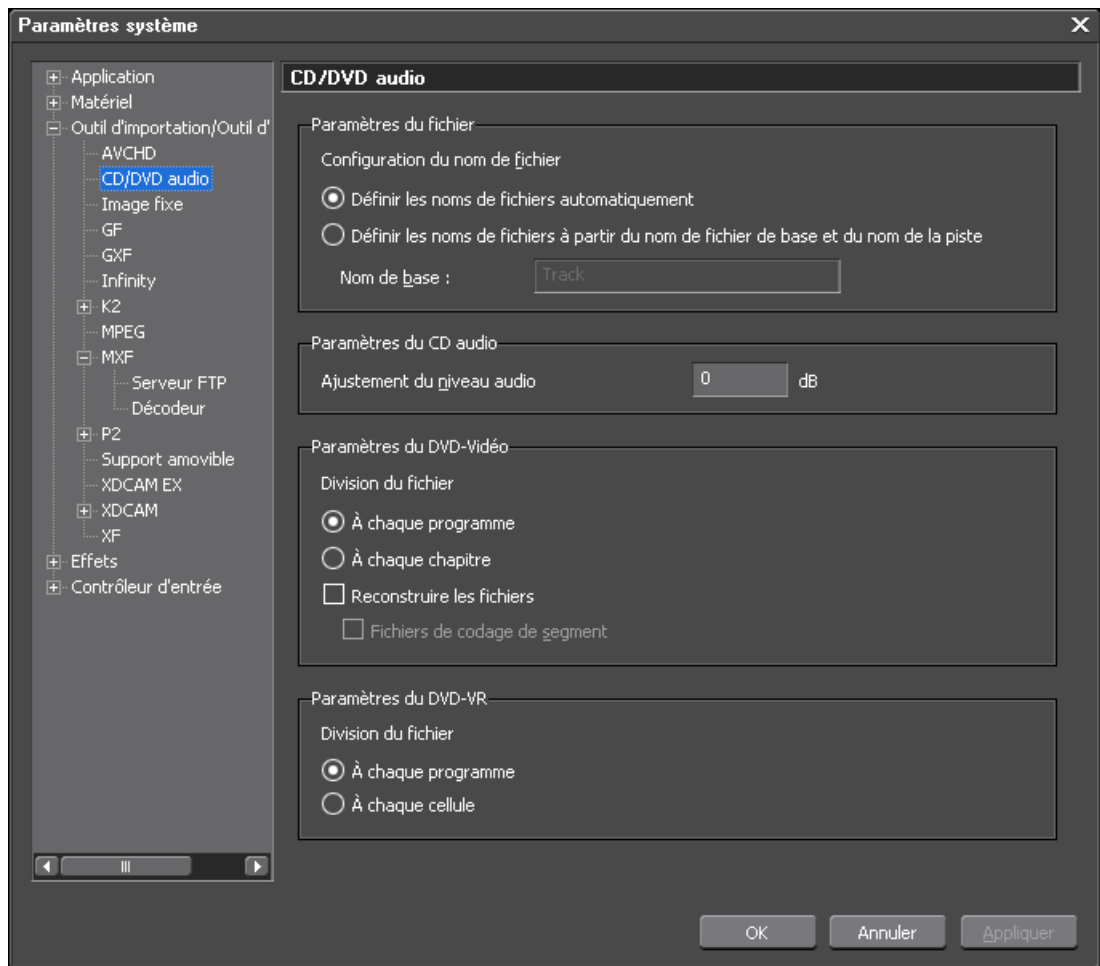 Paramètres système
Application
Matériel
Outil d'importation/Outil d'
AVCHD
CD/DVD audio
Image fixe
GF
GXF
Infinity
K2
MPEG
MXF
Serveur FTP
Décodeur
P2
Support amovible
XDCAM EX
XDCAM
XF
Effets
Contrôleur d'entrée
CD/DVD audio
Paramètres du fichier
Configuration du nom de fichier
Définir les noms de fichiers automatiquement
Définir les noms de fichiers à partir du nom de fichier de base et du nom de la piste
Nom de base :
Track
Paramètres du CD audio
Ajustement du niveau audio
0
dB
Paramètres du DVD-Vidéo
Division du fichier
À chaque programme
À chaque chapitre
Reconstruire les fichiers
Fichiers de codage de segment
Paramètres du DVD-VR
Division du fichier
À chaque programme
À chaque cellule
OK
Annuler
Appliquer